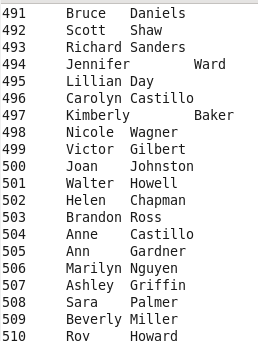 491 Bruce Daniels
492 Scott Shaw
493 Richard Sanders
494 Jennifer Ward
495 Lillian Day
496 Carolyn Castillo
497 Kimberly Baker
498 Nicole Wagner
499 Victor Gilbert
500 Joan Johnston
501 Walter Howell
502 Helen Chapman
503 Brandon Ross
504 Anne Castillo
505 Ann Gardner
506 Marilyn Nguyen
507 Ashley Griffin
508 Sara Palmer
509 Beverly Miller
510 Roy Howard